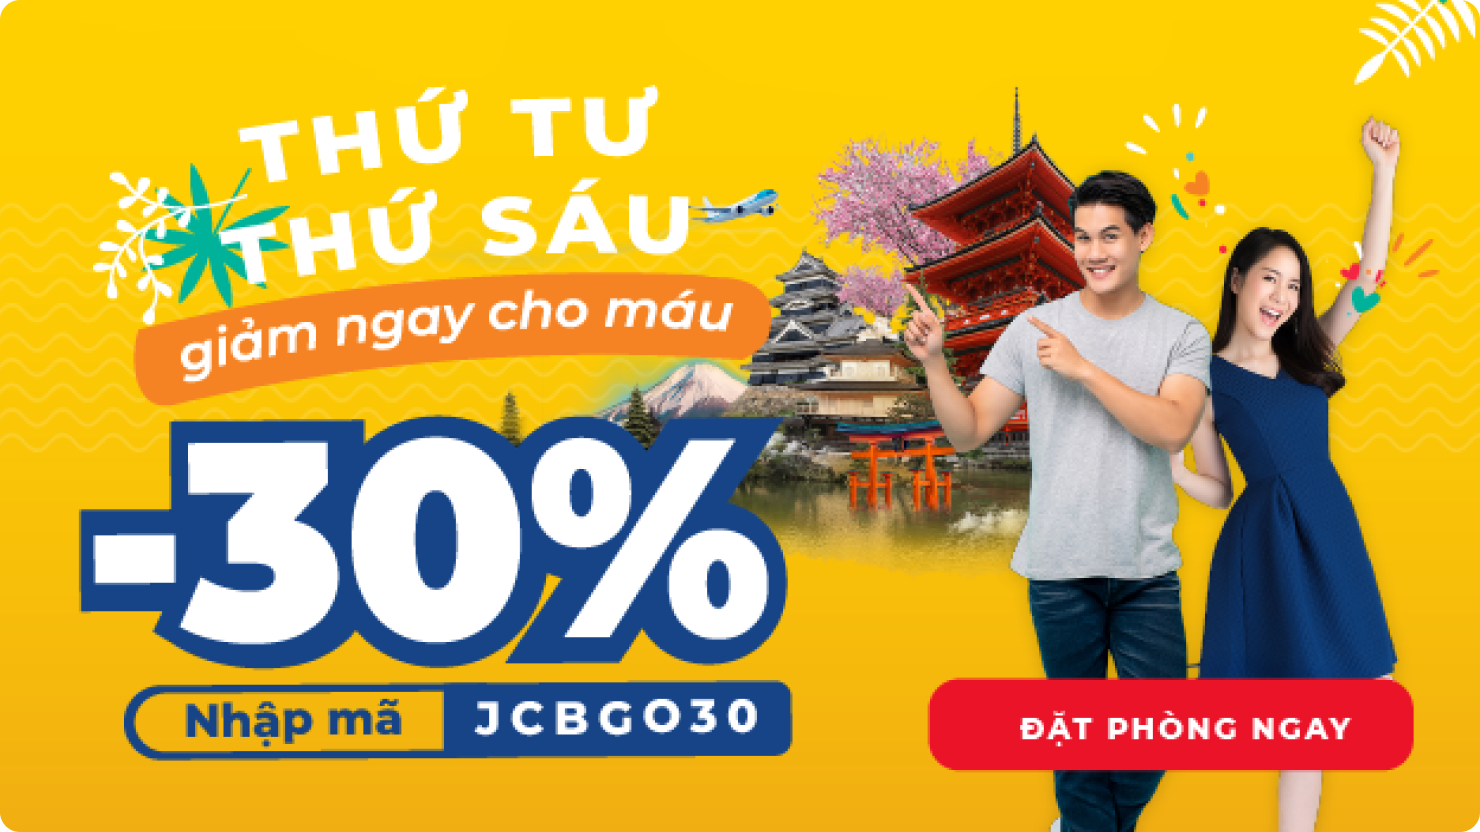 THỨ TƯ
THỨ SÁU
giảm ngay cho máu
-30%
Nhập mã JCBGO30
ĐẶT PHÒNG NGAY